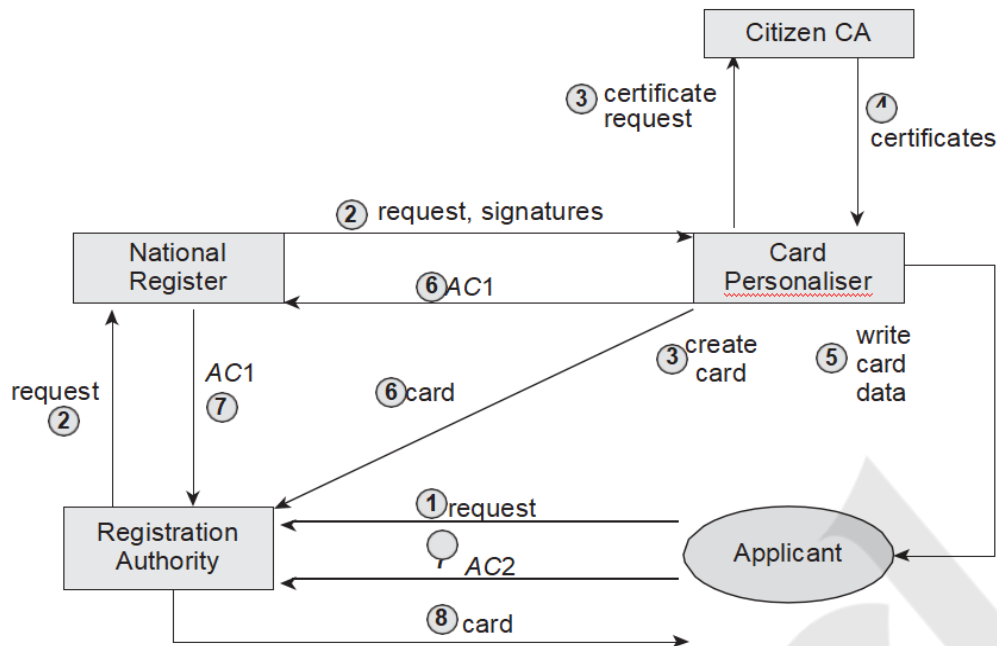 Citizen CA
3 certificate
request
4
certificates
2 request, signatures
National
Register
Card
Personaliser
6 AC1
3 create
card
5 write
card
data
AC1
7
request
2
6 card
1 request
Registration
Authority
Applicant
AC2
8 card